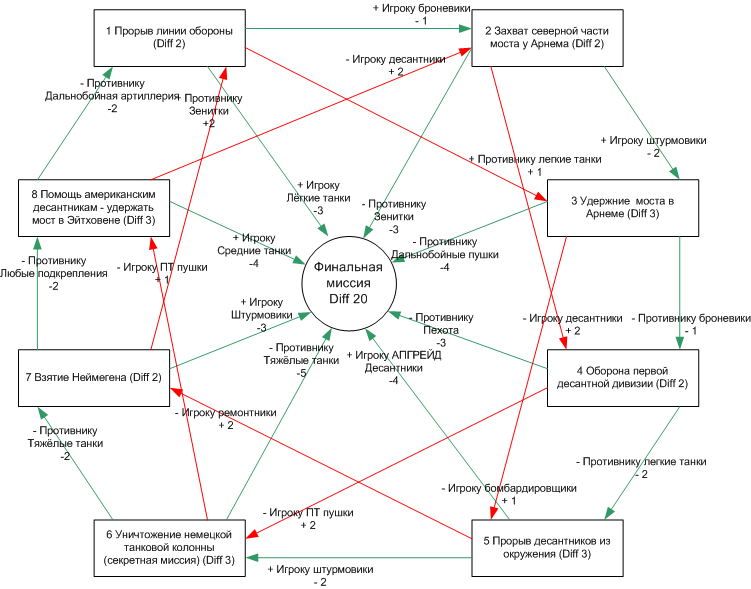 + Игроку броневики
- 1
1 Прорыв линии обороны
(Diff 2)
2 Захват северной части
моста у Арнема (Diff 2)
- Игроку десантники
+ 2
- Противнику
Дальнобойная артиллерия
-2
- Противнику
Зенитки
+2
+ Игроку штурмовики
- 2
+ Противнику легкие танки
+ 1
+ Игроку
Лёгкие танки
-3
- Противнику
Зенитки
-3
8 Помощь американским
десантникам - удержать
мост в Эйтховене (Diff 3)
3 Удержние моста в
Арнеме (Diff 3)
+ Игроку
Средние танки
-4
- Противнику
Дальнобойные пушки
-4
- Противнику
Любые подкрепления
-2
- Игроку ПТ пушки
+ 1
Финальная
миссия
Diff 20
+ Игроку
Штурмовики
-3
- Противнику
Пехота
-3
- Игроку десантники
+ 2
- Противнику броневики
- 1
- Противнику
Тяжёлые танки
-5
+ Игроку АПГРЕЙД
Десантники
-4
7 Взятие Неймегена (Diff 2)
4 Оборона первой
десантной дивизии (Diff 2)
- Игроку ремонтники
+ 2
- Противнику
Тяжёлые танки
-2
- Противнику легкие танки
- 2
- Игроку бомбардировщики
+ 1
- Игроку ПТ пушки
+ 2
6 Уничтожение немецкой
танковой колонны
(секретная миссия) (Diff 3)
5 Прорыв десантников из
окружения (Diff 3)
+ Игроку штурмовики
- 2